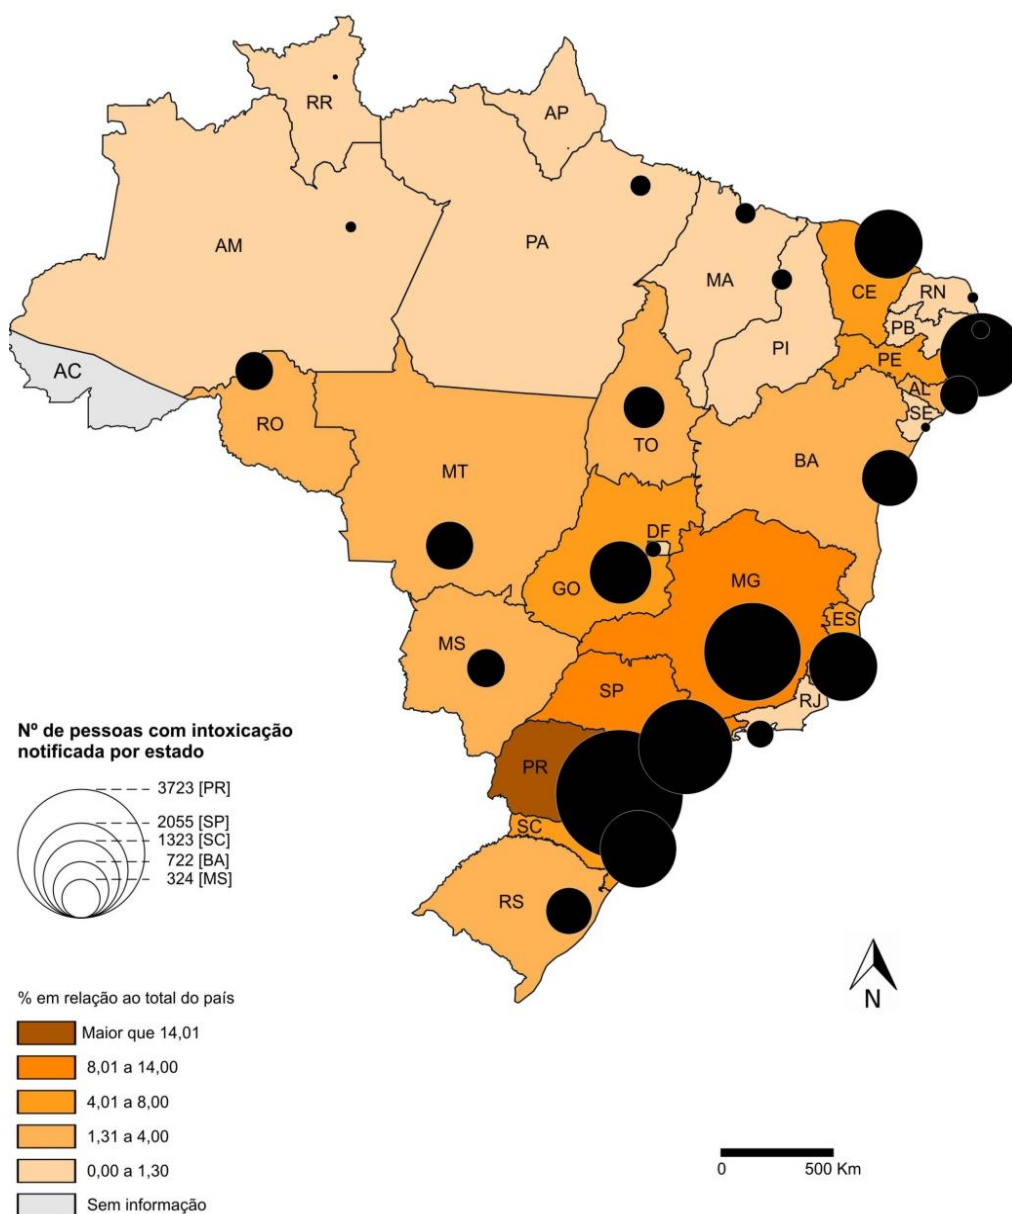 RR
AP
AM
PA
MA
CE
RN
PB
PI
PE
AC
AL
SE
RO
TO
BA
MT
DF
GO
MG
ES
MS
SP
RJ
PR
SC
RS
Nº de pessoas com intoxicação
notificada por estado
3723 [PR]
2055 [SP]
1323 [SC]
722 [BA]
324 [MS]
N
% em relação ao total do país
Maior que 14,01
8,01 a 14,00
4,01 a 8,00
1,31 a 4,00
0,00 a 1,30
Sem informação
0 500 Km